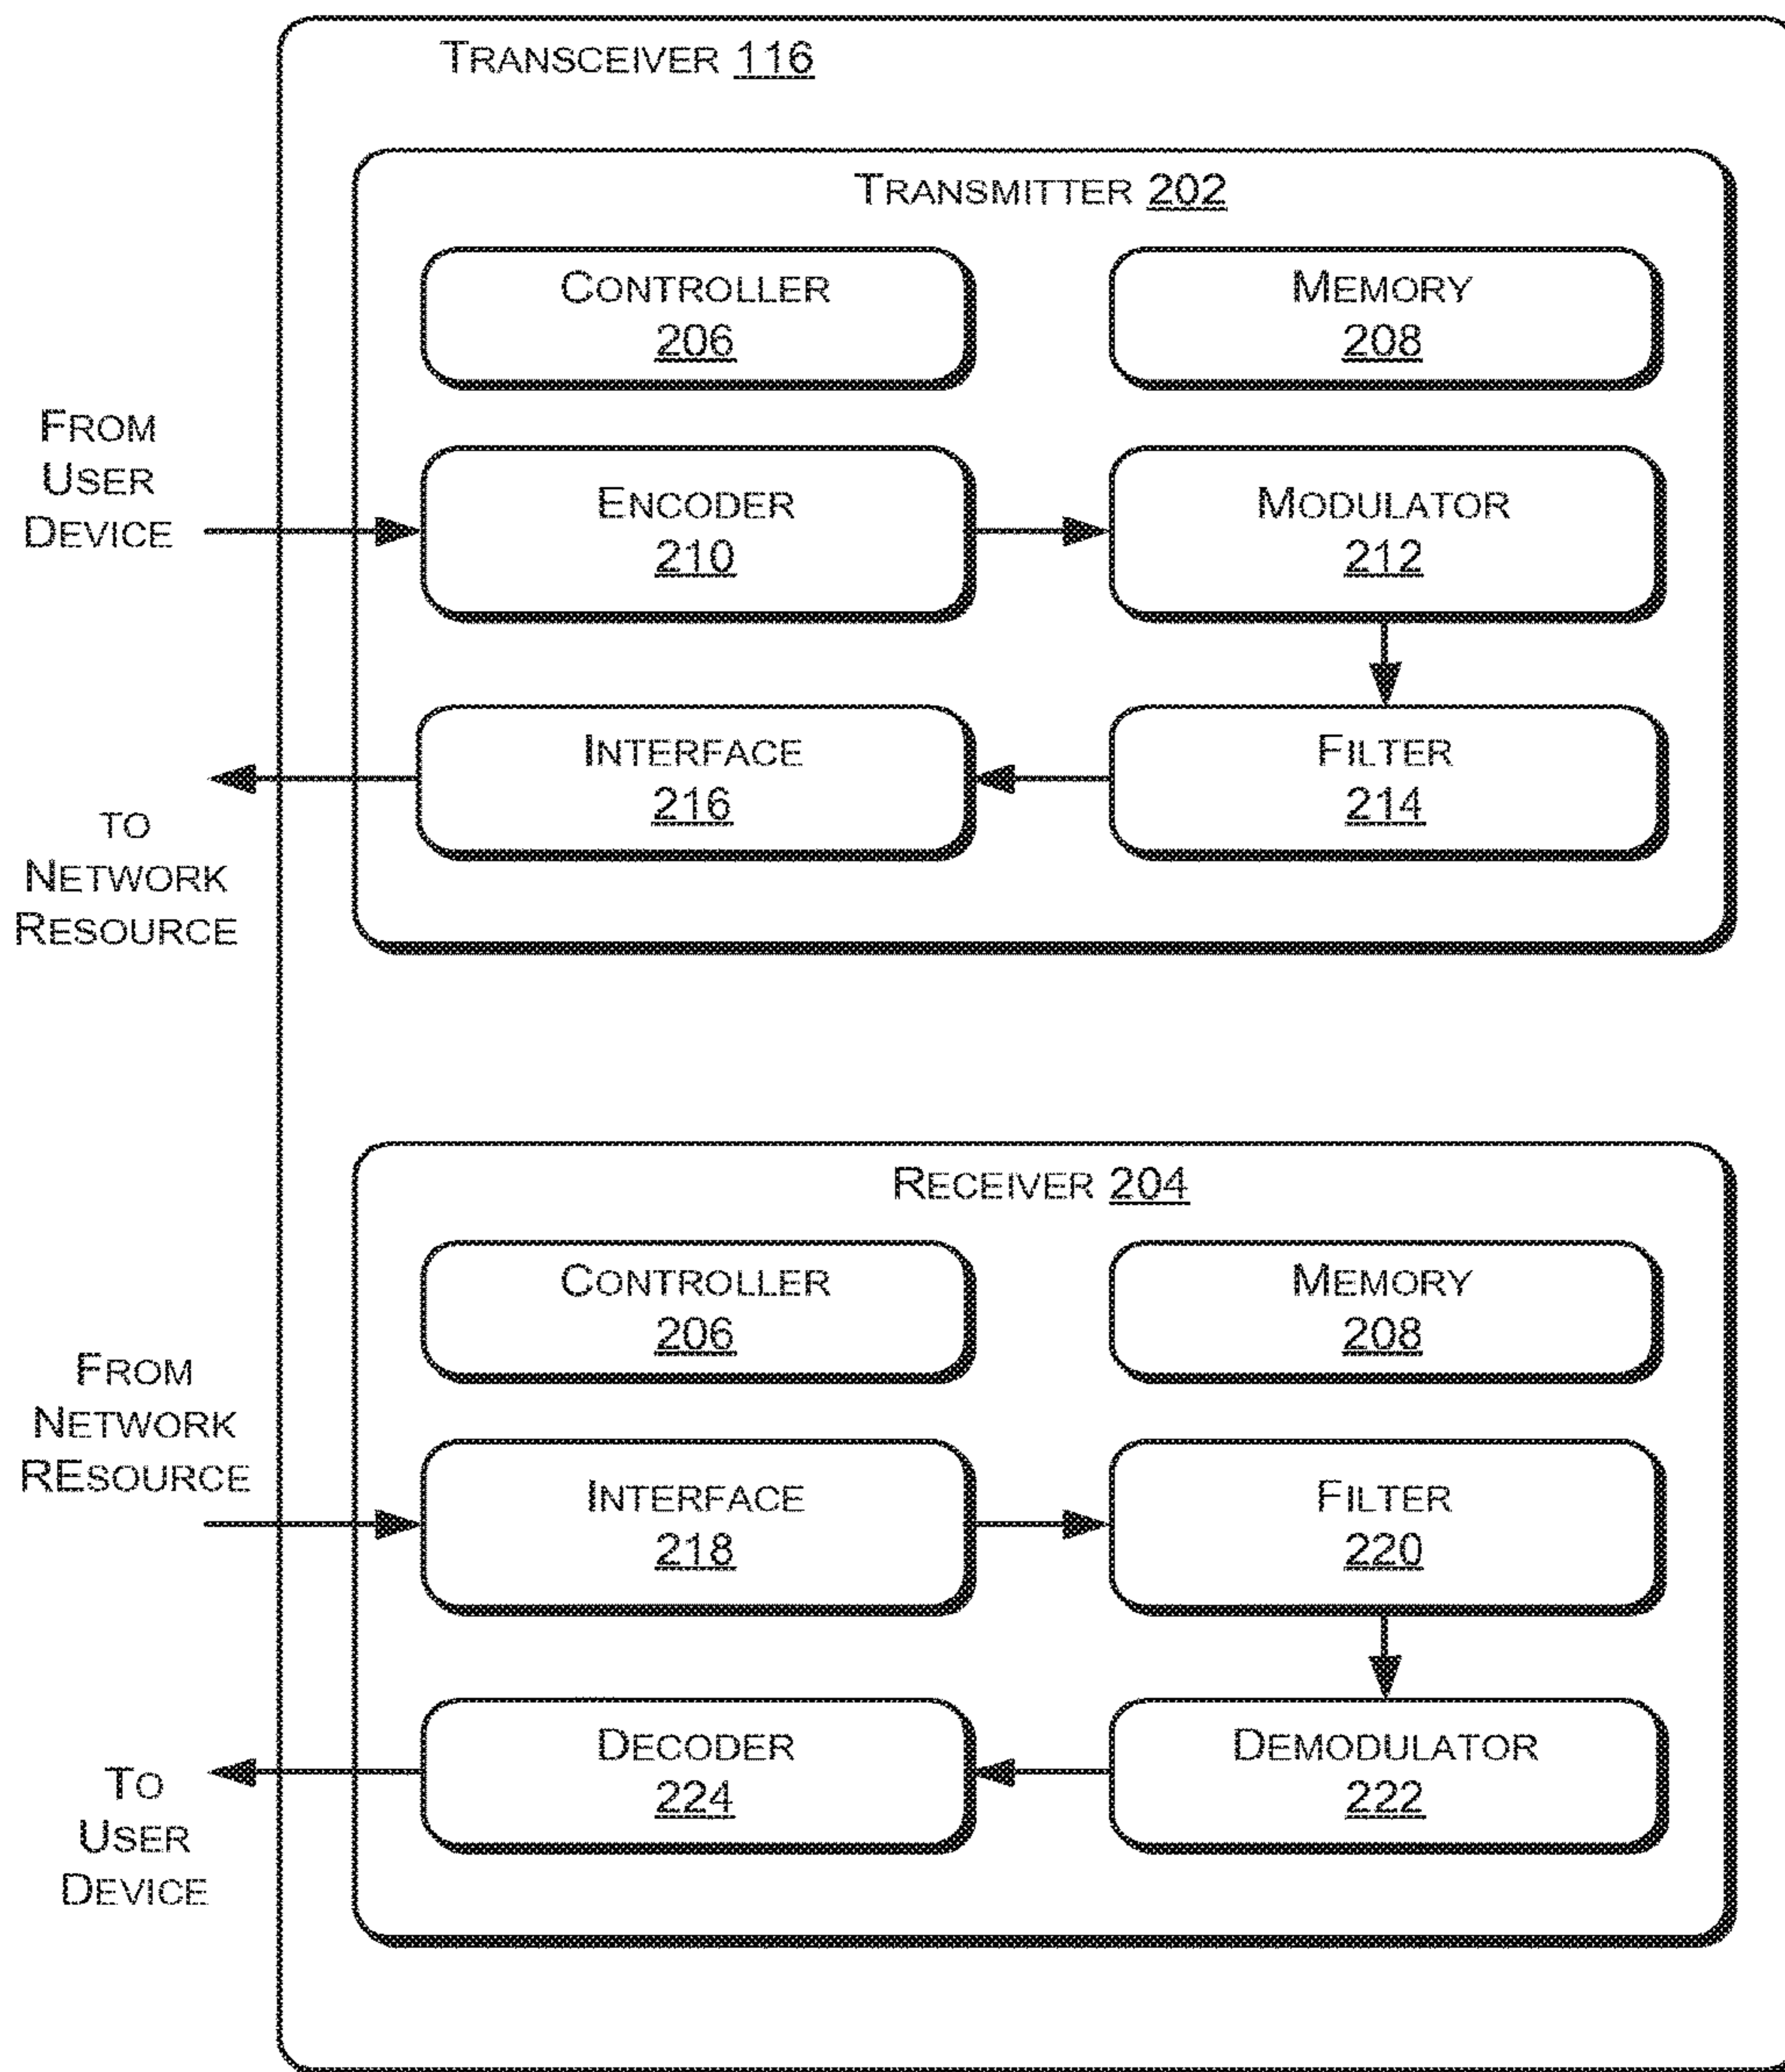 TRANSCEIVER 116
TRANSMITTER 202
CONTROLLER
206
MEMORY
208
FROM
USER
DEVICE
ENCODER
210
MODULATOR
212
INTERFACE
216
FILTER
214
TO
NETWORK
RESOURCE
RECEIVER 204
CONTROLLER
206
MEMORY
208
FROM
NETWORK
RESOURCE
INTERFACE
218
FILTER
220
DECODER
224
DEMODULATOR
222
TO
USER
DEVICE